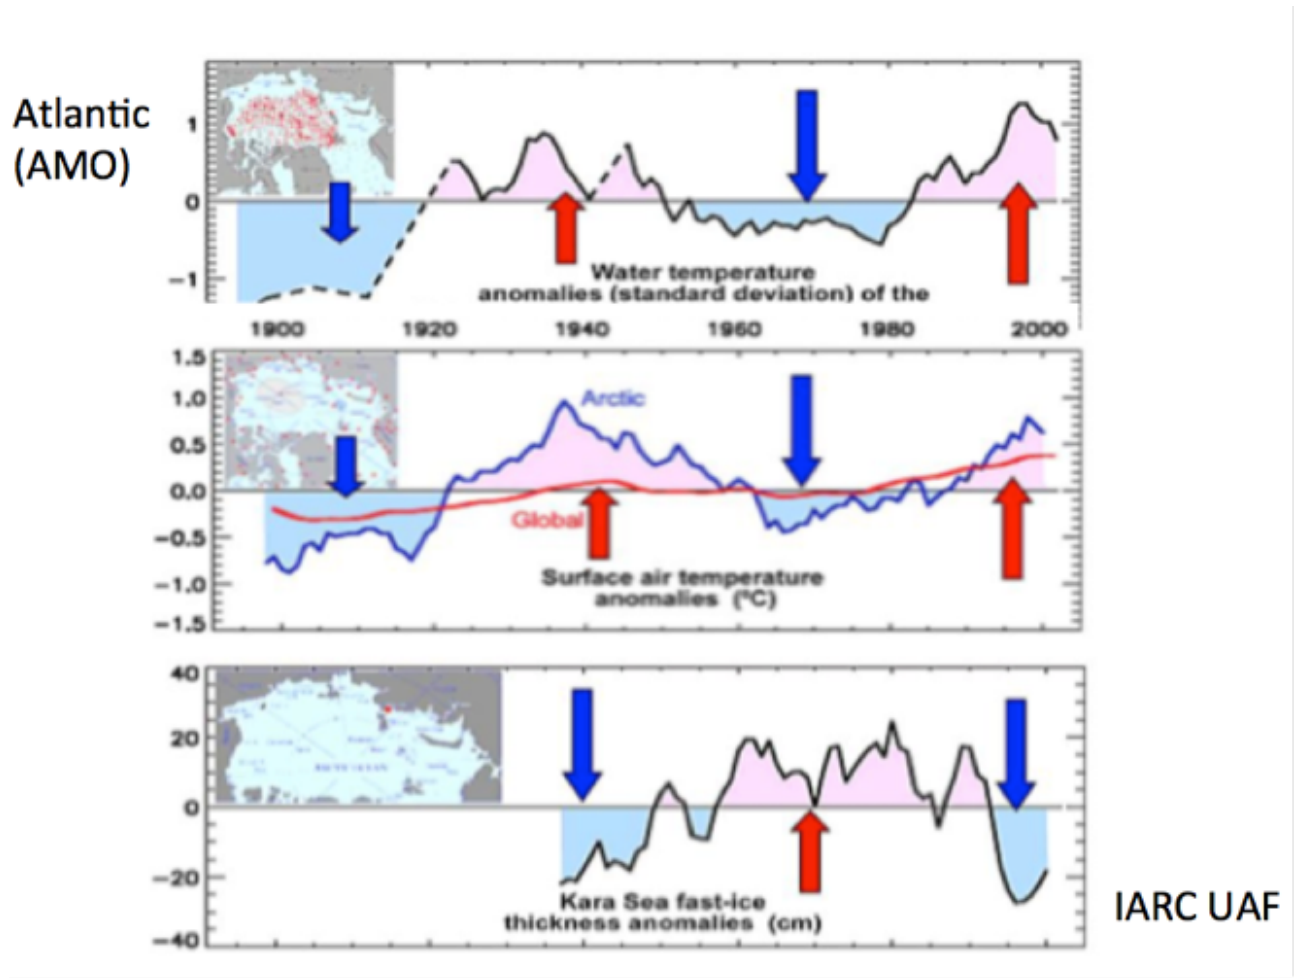 Atlantic
(AMO)
1
0
−1
Water temperature
anomalies (standard deviation) of the
1900 1920 1940 1960 1980 2000
1.5
1.0
0.5
0.0
−0.5
−1.0
−1.5
Arctic
Global
Surface air temperature
anomalies (ºC)
40
20
0
−20
−40
Kara Sea fast-ice
thickness anomalies (cm)
IARC UAF